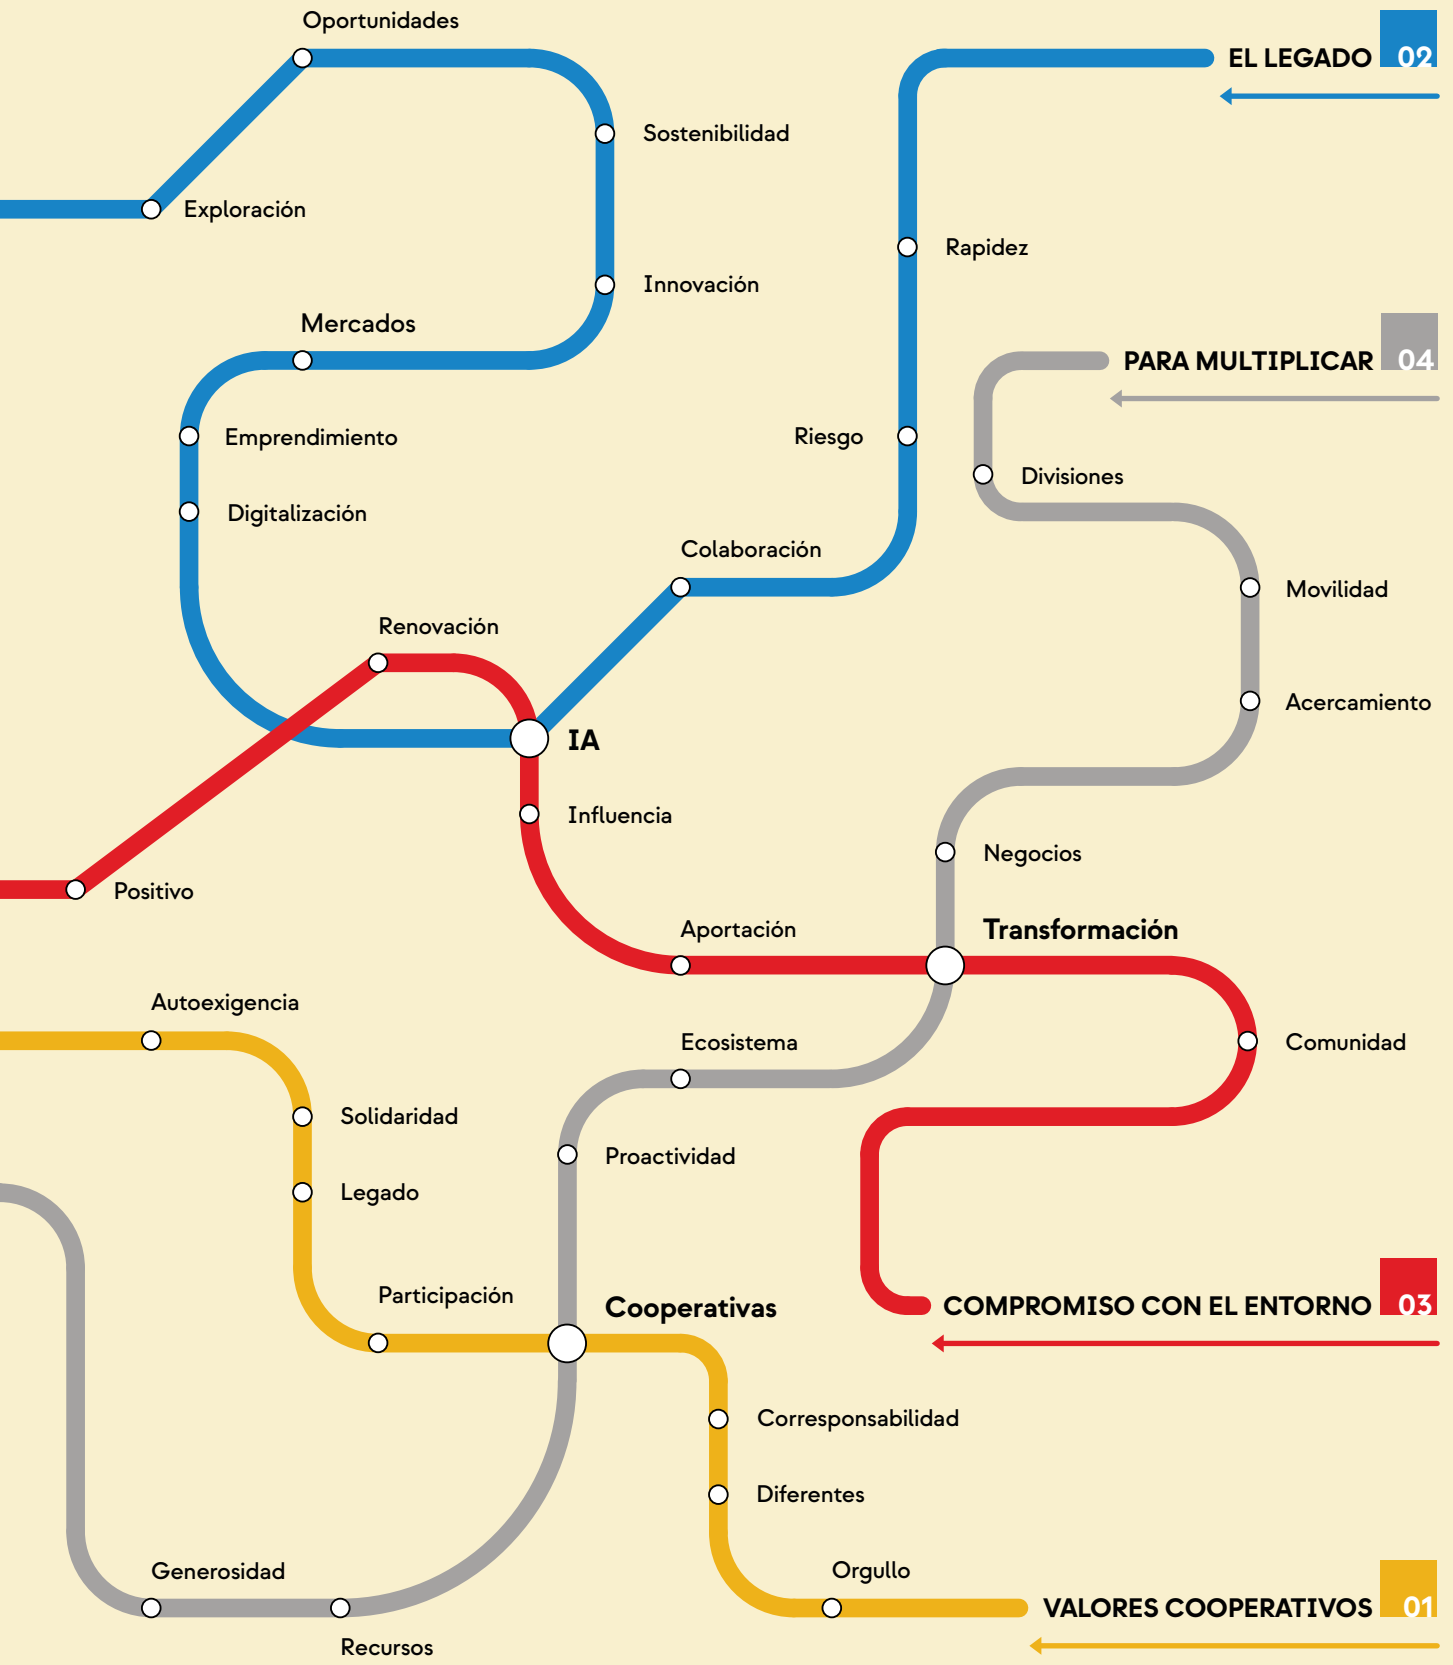 Oportunidades
EL LEGADO 02
Sostenibilidad
Exploración
Rapidez
Innovación
Mercados
PARA MULTIPLICAR 04
Emprendimiento
Riesgo
Divisiones
Digitalización
Colaboración
Movilidad
Renovación
Acercamiento
IA
Influencia
Negocios
Positivo
Aportación
Transformación
Autoexigencia
Ecosistema
Comunidad
Solidaridad
Proactividad
Legado
Participación
Cooperativas
COMPROMISO CON EL ENTORNO 03
Corresponsabilidad
Diferentes
Generosidad
Orgullo
VALORES COOPERATIVOS 01
Recursos